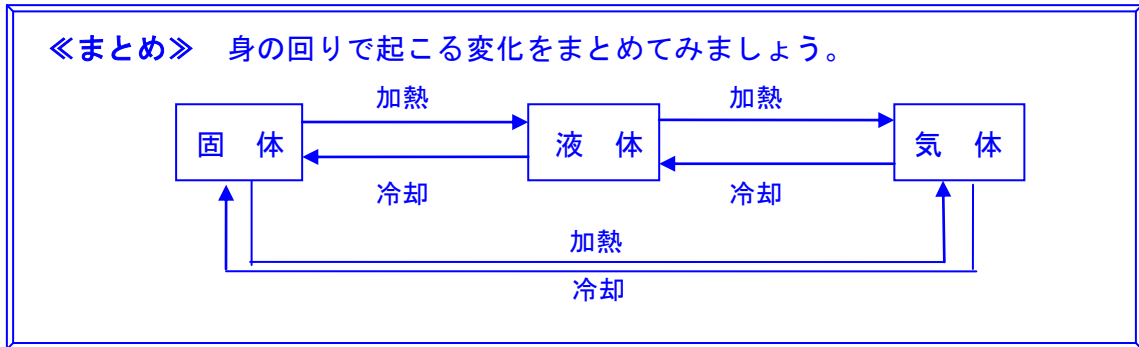 ≪まとめ≫ 身の回りで起こる変化をまとめてみましょう。
加熱 加熱
固 体 液 体 気 体
冷却 冷却
加熱
冷却